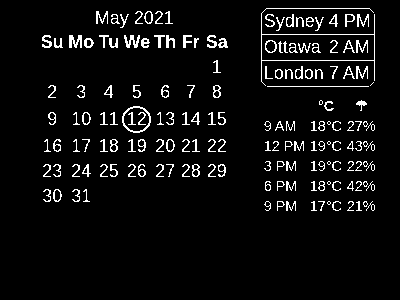 May 2021
Su Mo Tu We Th Fr Sa
1
2 3 4 5 6 7 8
9 10 11 12 13 14 15
16 17 18 19 20 21 22
23 24 25 26 27 28 29
30 31
Sydney 4 PM
Ottawa 2 AM
London 7 AM
°C ☂
9 AM 18°C 27%
12 PM 19°C 43%
3 PM 19°C 22%
6 PM 18°C 42%
9 PM 17°C 21%